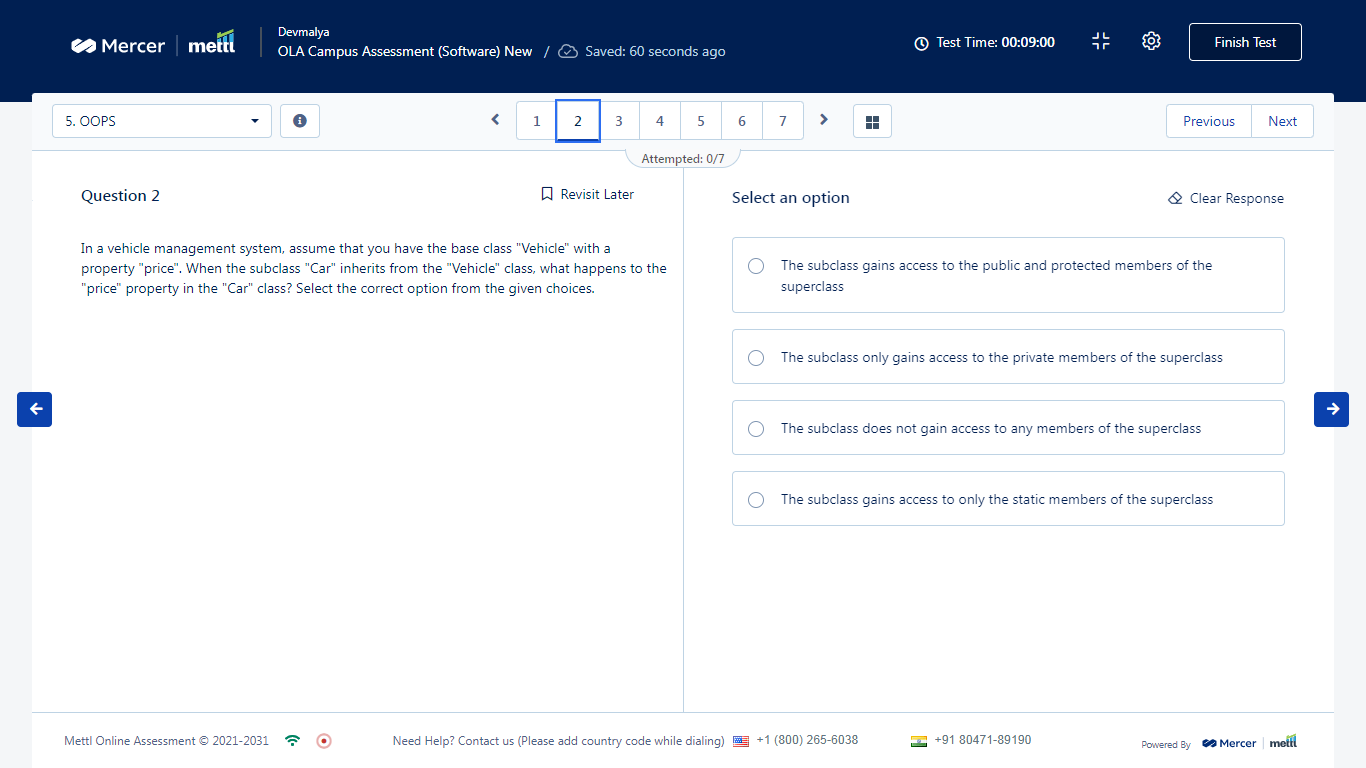 Mercer | mettl
Devmalya
OLA Campus Assessment (Software) New / Saved: 60 seconds ago
Test Time: 00:09:00
Finish Test
5. OOPS
1 2 3 4 5 6 7
Previous Next
Attempted: 0/7
Question 2
Revisit Later
In a vehicle management system, assume that you have the base class "Vehicle" with a
property "price". When the subclass "Car" inherits from the "Vehicle" class, what happens to the
"price" property in the "Car" class? Select the correct option from the given choices.
Select an option
Clear Response
The subclass gains access to the public and protected members of the
superclass
The subclass only gains access to the private members of the superclass
The subclass does not gain access to any members of the superclass
The subclass gains access to only the static members of the superclass
Mettl Online Assessment © 2021-2031
Need Help? Contact us (Please add country code while dialing) +1 (800) 265-6038
+91 80471-89190
Powered By Mercer | mettl